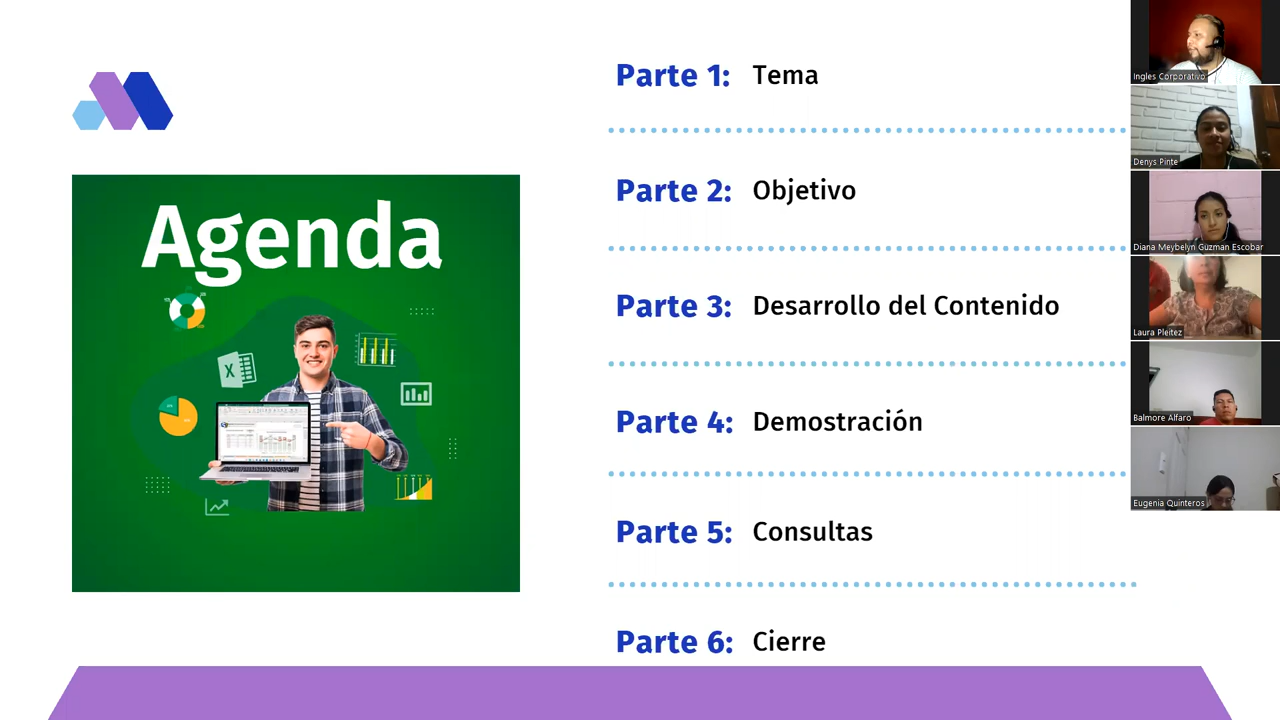 Agenda
Parte 1: Tema
Parte 2: Objetivo
Parte 3: Desarrollo del Contenido
Parte 4: Demostración
Parte 5: Consultas
Parte 6: Cierre
Ingles Corporativo
Denys Pinte
Diana Meybelyn Guzman Escobar
Laura Pleitez
Balmore Alfaro
Eugenia Quinteros
X